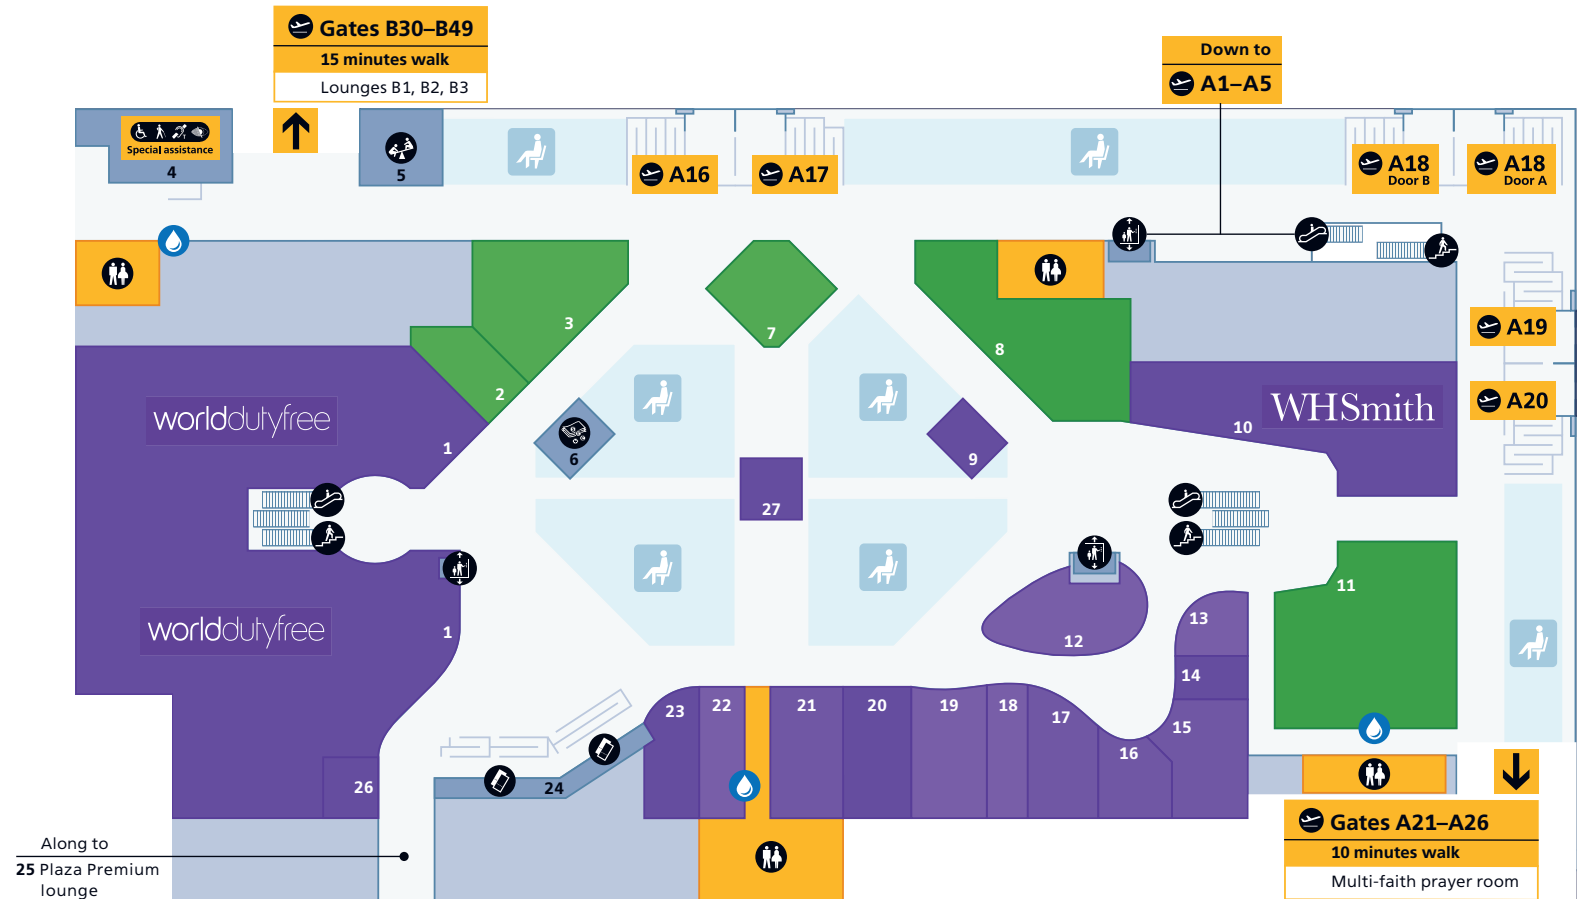 Gates B30–B49
15 minutes walk
Lounges B1, B2, B3
Down to
A1–A5
Special assistance
4
5
A16
A17
A18
Door B
A18
Door A
3
7
8
A19
2
worlddutyfree
1
6
9
WHSmith
10
A20
27
11
worlddutyfree
1
12
13
14
23
22
21
20
19
18
17
16
15
26
24
Along to
25 Plaza Premium
lounge
Gates A21–A26
10 minutes walk
Multi-faith prayer room